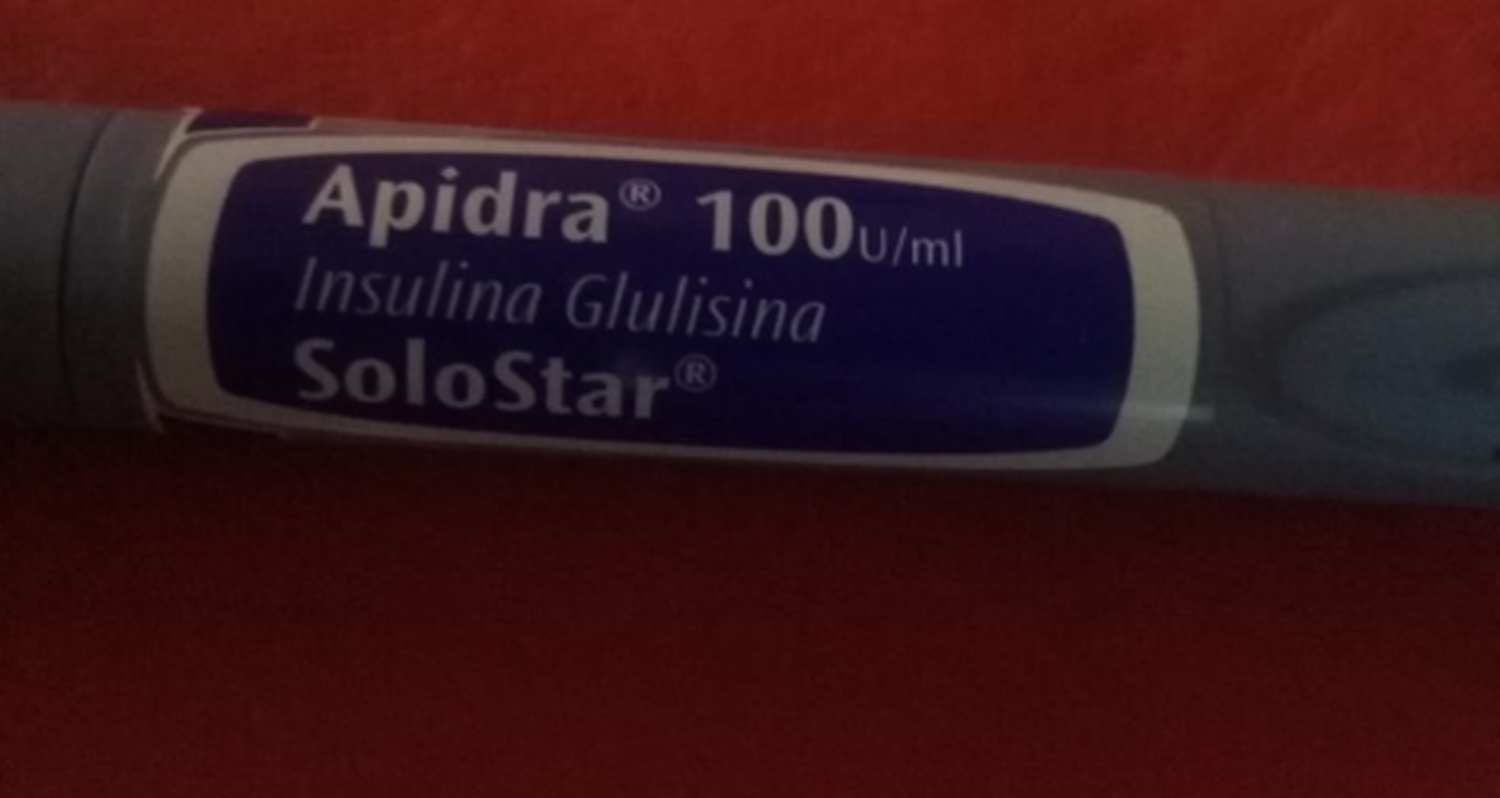 Apidra® 100U/ml
Insulina Glulisina
SoloStar®